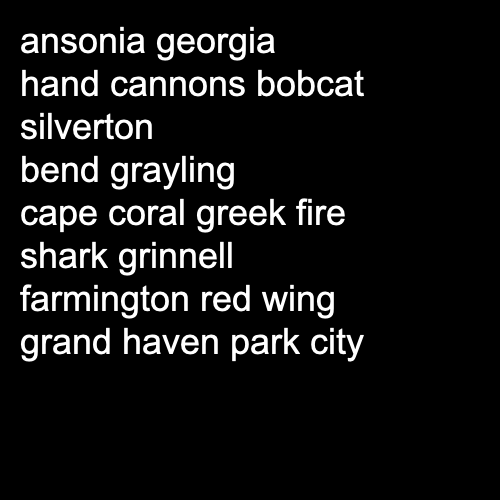 ansonia georgia
hand cannons bobcat
silverton
bend grayling
cape coral greek fire
shark grinnell
farmington red wing
grand haven park city